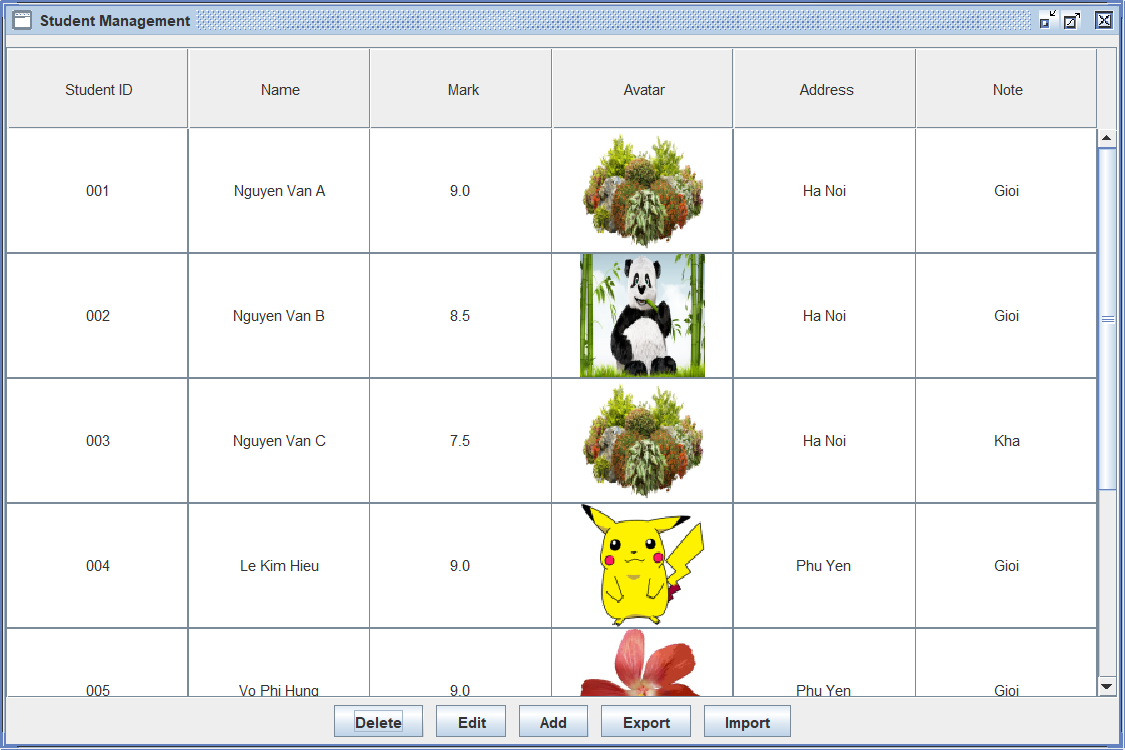 Student Management
Student ID Name Mark Avatar Address Note
001 Nguyen Van A 9.0 Ha Noi Gioi
002 Nguyen Van B 8.5 Ha Noi Gioi
003 Nguyen Van C 7.5 Ha Noi Kha
004 Le Kim Hieu 9.0 Phu Yen Gioi
005 Vo Phi Hung 9.0 Phu Yen Gioi
Delete Edit Add Export Import